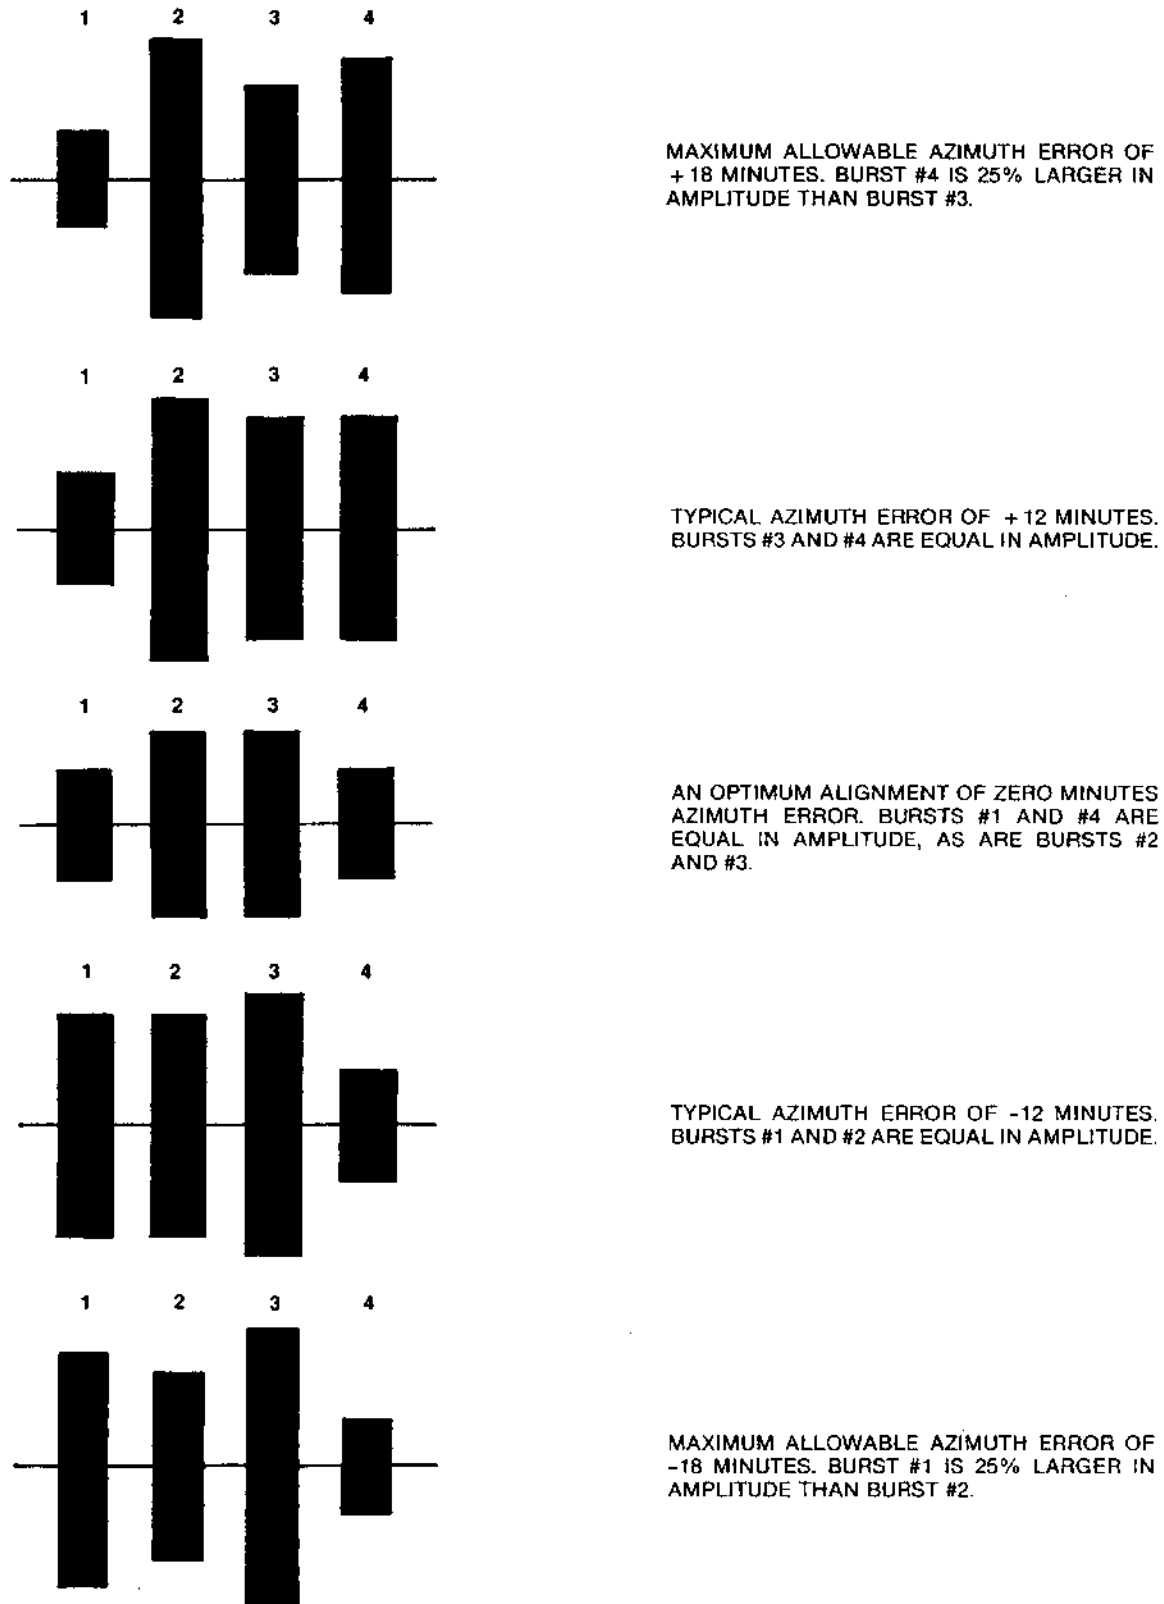 1 2 3 4
MAXIMUM ALLOWABLE AZIMUTH ERROR OF
+18 MINUTES. BURST #4 IS 25% LARGER IN
AMPLITUDE THAN BURST #3.
1 2 3 4
TYPICAL AZIMUTH ERROR OF +12 MINUTES.
BURSTS #3 AND #4 ARE EQUAL IN AMPLITUDE.
1 2 3 4
AN OPTIMUM ALIGNMENT OF ZERO MINUTES
AZIMUTH ERROR. BURSTS #1 AND #4 ARE
EQUAL IN AMPLITUDE, AS ARE BURSTS #2
AND #3.
1 2 3 4
TYPICAL AZIMUTH ERROR OF -12 MINUTES.
BURSTS #1 AND #2 ARE EQUAL IN AMPLITUDE.
1 2 3 4
MAXIMUM ALLOWABLE AZIMUTH ERROR OF
-18 MINUTES. BURST #1 IS 25% LARGER IN
AMPLITUDE THAN BURST #2.